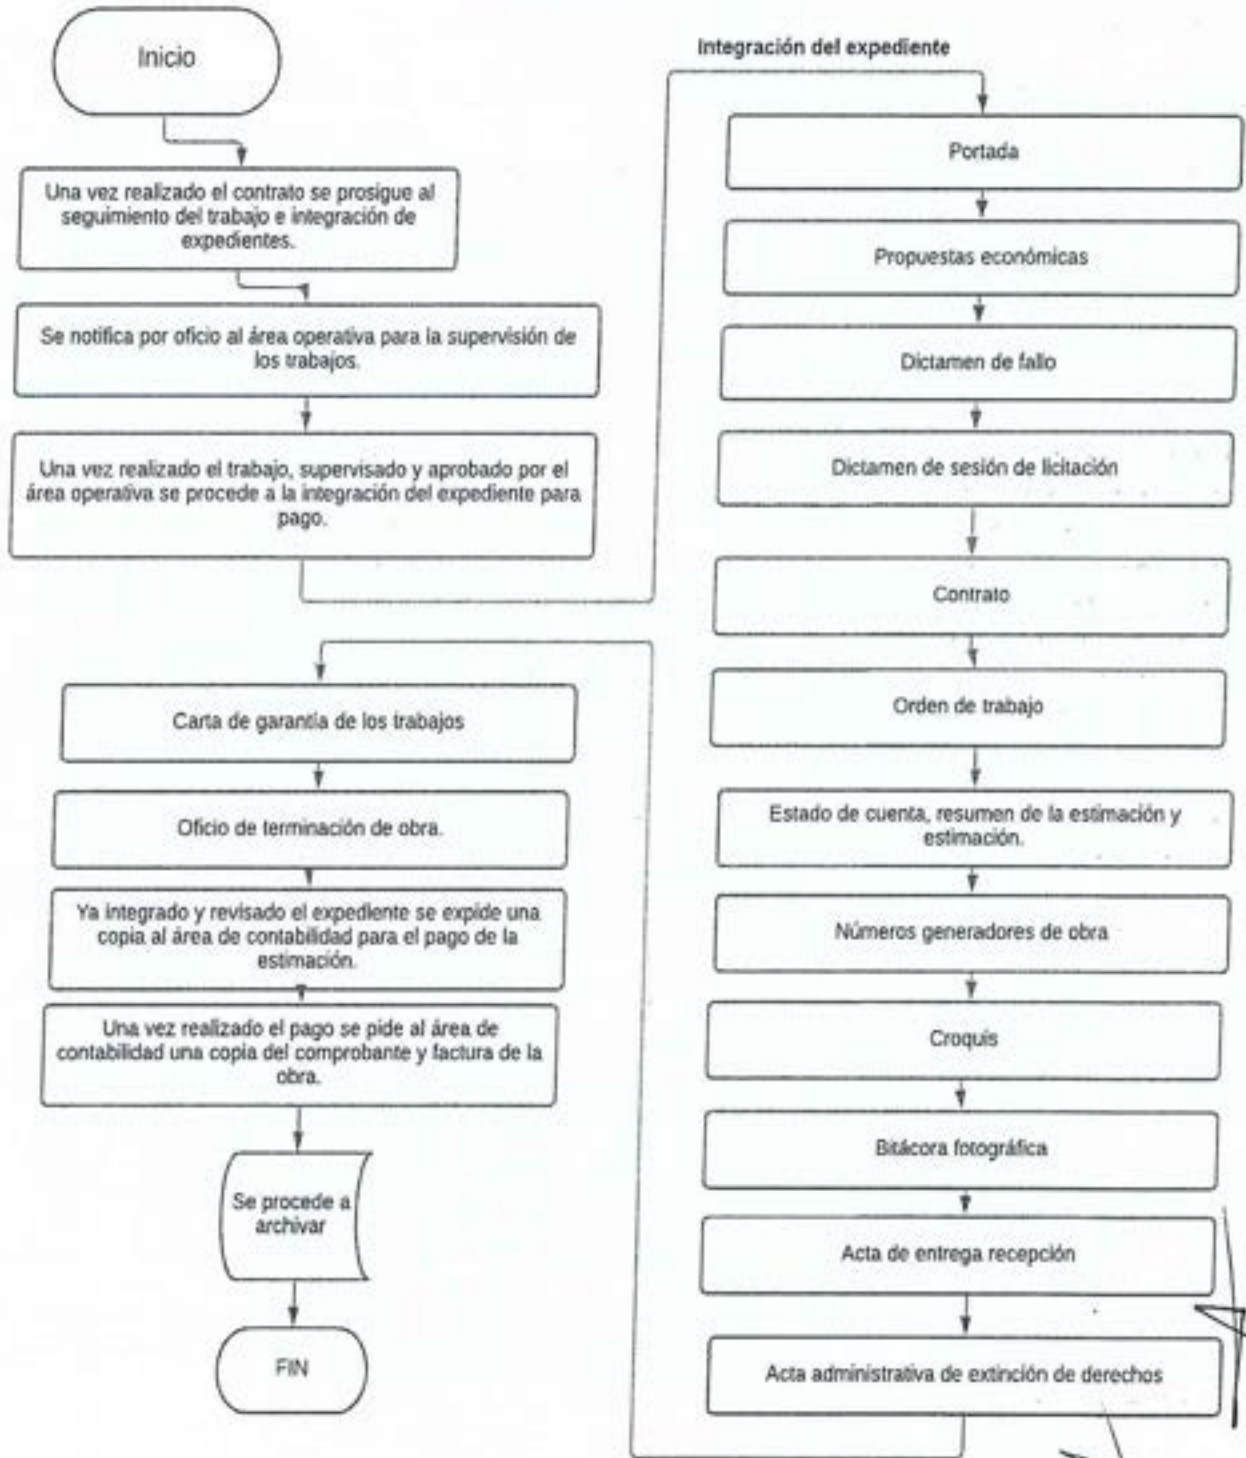 Inicio
Una vez realizado el contrato se prosigue al
seguimiento del trabajo e integración de
expedientes.
Se notifica por oficio al área operativa para la supervisión de
los trabajos.
Una vez realizado el trabajo, supervisado y aprobado por el
área operativa se procede a la integración del expediente para
pago.
Integración del expediente
Portada
Propuestas económicas
Dictamen de fallo
Dictamen de sesión de licitación
Contrato
Orden de trabajo
Estado de cuenta, resumen de la estimación y
estimación.
Números generadores de obra
Croquis
Bitácora fotográfica
Acta de entrega recepción
Acta administrativa de extinción de derechos
Carta de garantía de los trabajos
Oficio de terminación de obra.
Ya integrado y revisado el expediente se expide una
copia al área de contabilidad para el pago de la
estimación.
Una vez realizado el pago se pide al área de
contabilidad una copia del comprobante y factura de la
obra.
Se procede a
archivar
FIN